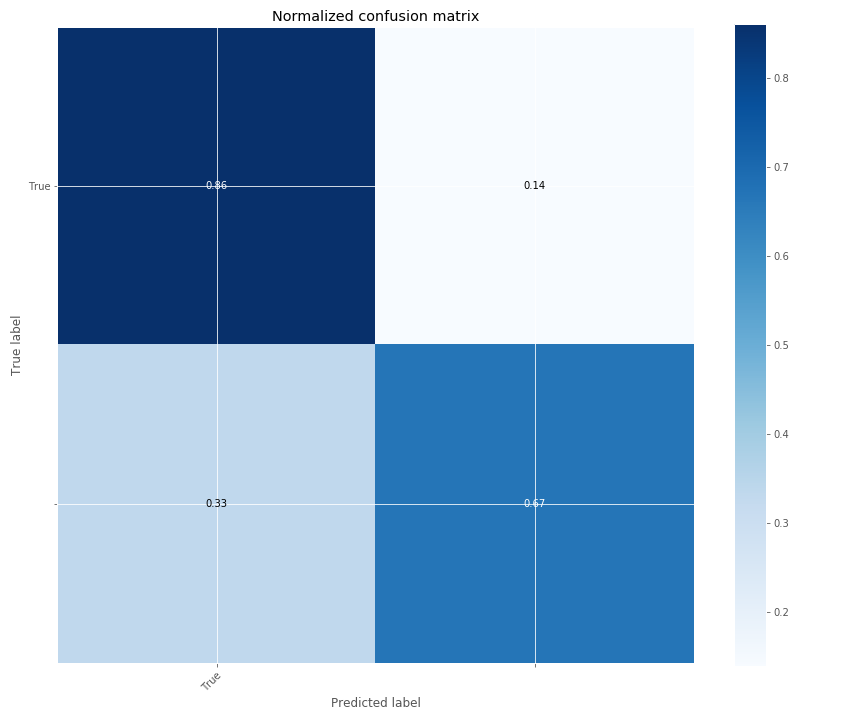 Normalized confusion matrix
True
0.86
0.14
0.33
0.67
True label
True
Predicted label
0.8
0.7
0.6
0.5
0.4
0.3
0.2